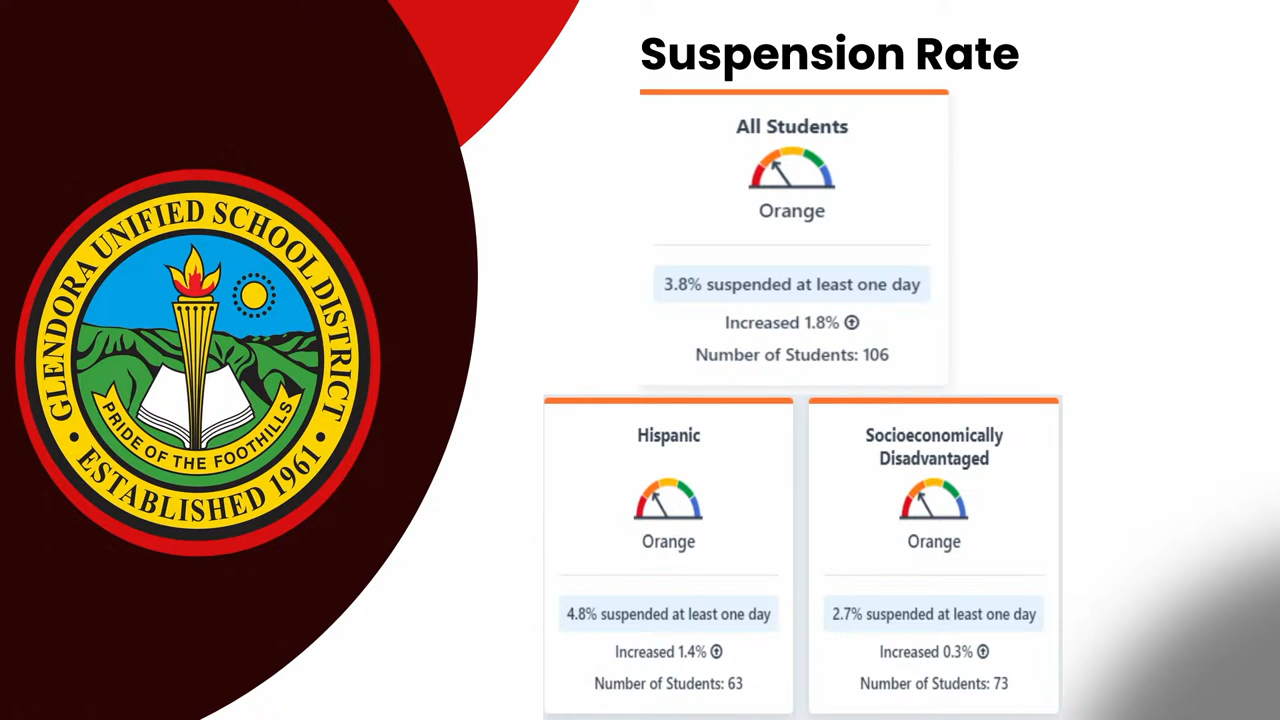 Suspension Rate
All Students
Orange
3.8% suspended at least one day
Increased 1.8%
Number of Students: 106
GLENDORA UNIFIED SCHOOL DISTRICT
PRIDE OF THE FOOTHILLS
• ESTABLISHED 1961 •
Hispanic
Orange
4.8% suspended at least one day
Increased 1.4%
Number of Students: 63
Socioeconomically
Disadvantaged
Orange
2.7% suspended at least one day
Increased 0.3%
Number of Students: 73